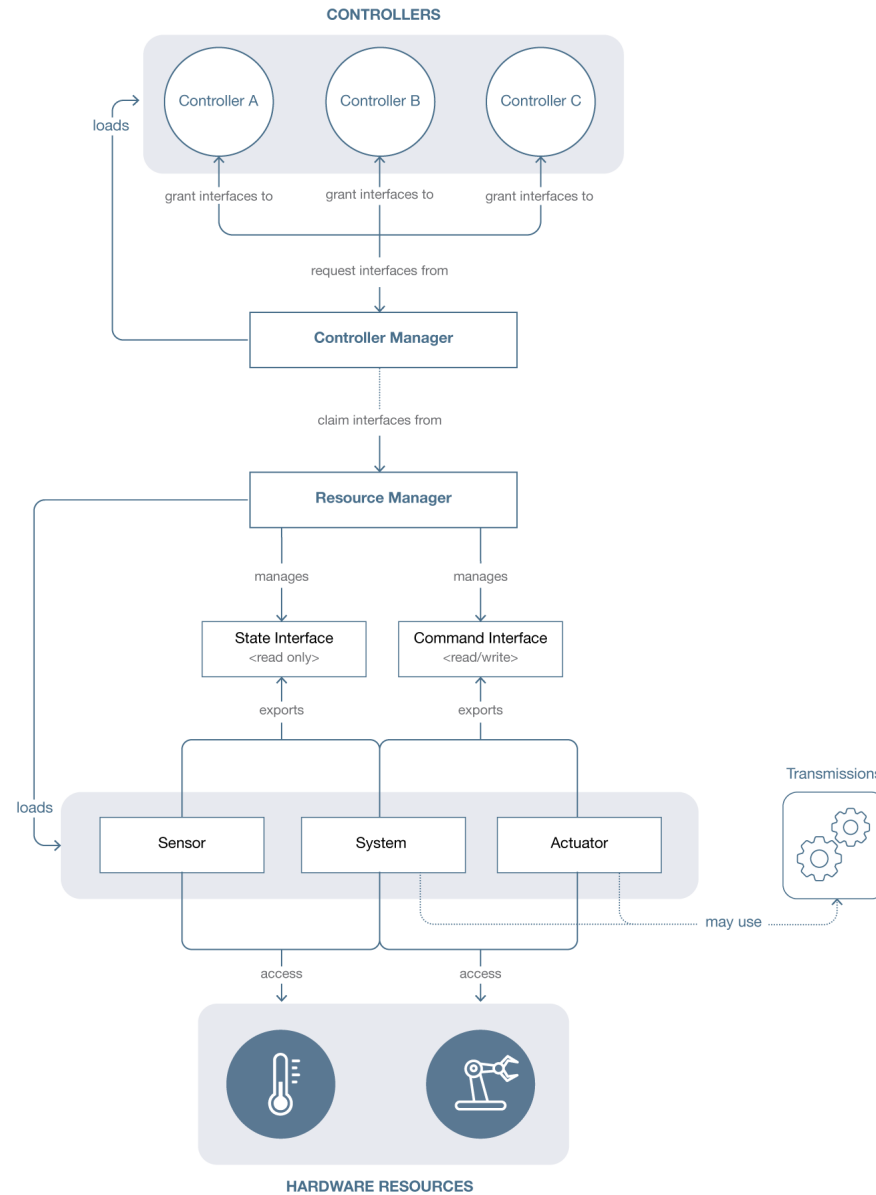 CONTROLLERS
Controller A
Controller B
Controller C
loads
grant interfaces to
grant interfaces to
grant interfaces to
request interfaces from
Controller Manager
claim interfaces from
Resource Manager
manages
manages
State Interface
<read only>
Command Interface
<read/write>
exports
exports
Transmissions
loads
Sensor
System
Actuator
may use
access
access
HARDWARE RESOURCES